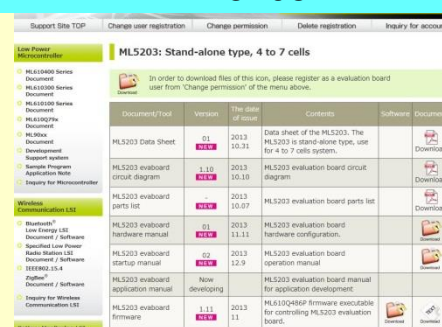 Support Site TOP
Change user registration
Change permission
Delete registration
Inquiry for accoun
Low Power
Microcontroller
ML610400 Series
Document
ML610300 Series
Document
ML610100 Series
Document
ML610Q79x
Document
ML90xx
Document
Development
Support system
Sample Program
Application Note
Inquiry for Microcontroller
Wireless
Communication LSI
Bluetooth®
Low Energy LSI
Document / Software
Specified Low Power
Radio Station LSI
Document / Software
IEEE802.15.4
ZigBee®
Document / Software
Inquiry for Wireless
Communication LSI
ML5203: Stand-alone type, 4 to 7 cells
Download
In order to download files of this icon, please register as a evaluation board
user from 'Change permission' of the menu above.
Document/Tool
Version
The date
of issue
Contents
Software
Docume
ML5203 Data Sheet
01
NEW
2013
10.31
Data sheet of the ML5203. The
ML5203 is stand-alone type, use
for 4 to 7 cells system.
Downloa
ML5203 evaboard
circuit diagram
1.10
NEW
2013
10.10
ML5203 evaluation board circuit
diagram
Downloa
ML5203 evaboard
parts list
-
NEW
2013
10.07
ML5203 evaluation board parts list
Downloa
ML5203 evaboard
hardware manual
01
NEW
2013
11.11
ML5203 evaluation board
hardware configuration.
Download
ML5203 evaboard
startup manual
02
NEW
2013
12.9
ML5203 evaluation board
operation manual
Download
ML5203 evaboard
application manual
Now
developing
ML5203 evaluation board manual
for application development
ML5203 evaboard
firmware
1.11
NEW
2013
11
ML610Q486P firmware executable
for controlling ML5203 evaluation
board.
Download
Download